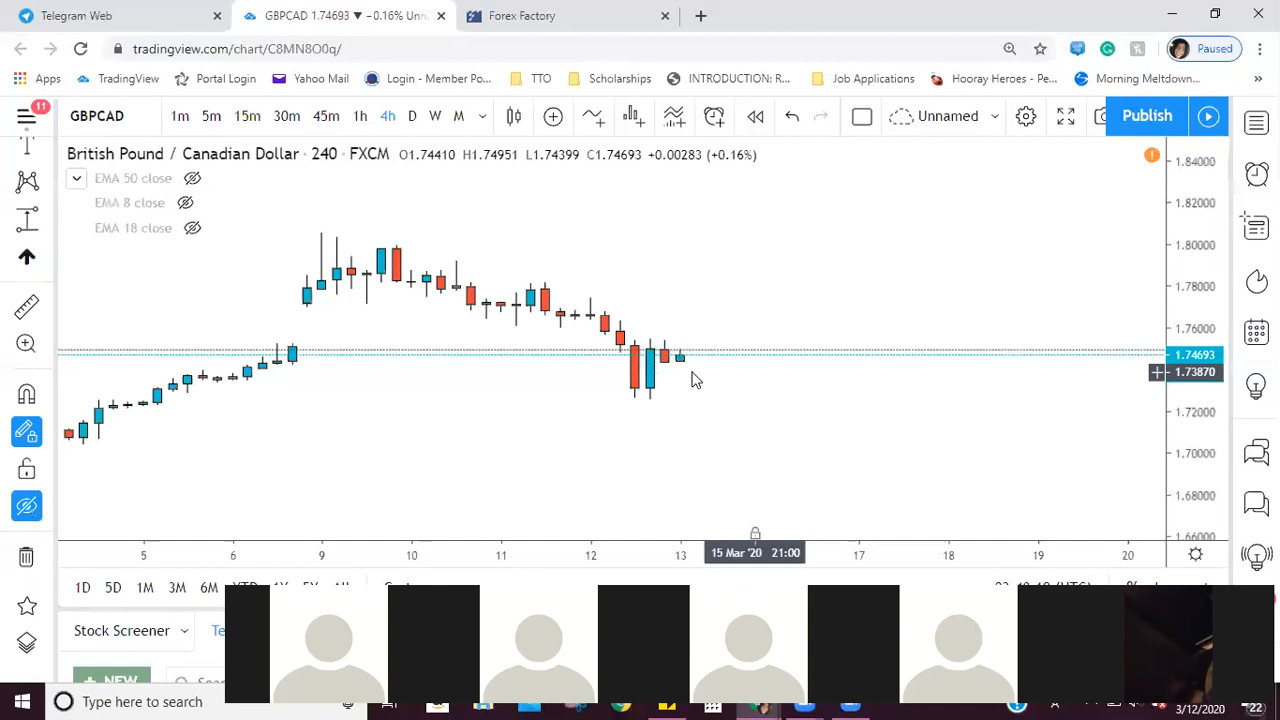 Telegram Web
GBPCAD 1.74693 ▼ −0.16% Unn
Forex Factory
tradingview.com/chart/C8MN8O0q/
Paused
Apps
TradingView
Portal Login
Yahoo Mail
Login - Member Po...
TTO
Scholarships
INTRODUCTION: R...
Job Applications
Hooray Heroes - Pe...
Morning Meltdown...
»
11
GBPCAD
1m 5m 15m 30m 45m 1h 4h D W M
Unnamed
Publish
British Pound / Canadian Dollar · 240 · FXCM O1.74410 H1.74951 L1.74399 C1.74693 +0.00283 (+0.16%)
EMA 50 close
EMA 8 close
EMA 18 close
1.84000
1.82000
1.80000
1.78000
1.76000
1.74693
1.73870
1.72000
1.70000
1.68000
1.66000
15 Mar '20 21:00
5 6 9 10 11 12 13 17 18 19 20
1D 5D 1M 3M 6M YTD 1Y 5Y All
Stock Screener
+ NEW
Type here to search
3/12/2020
22